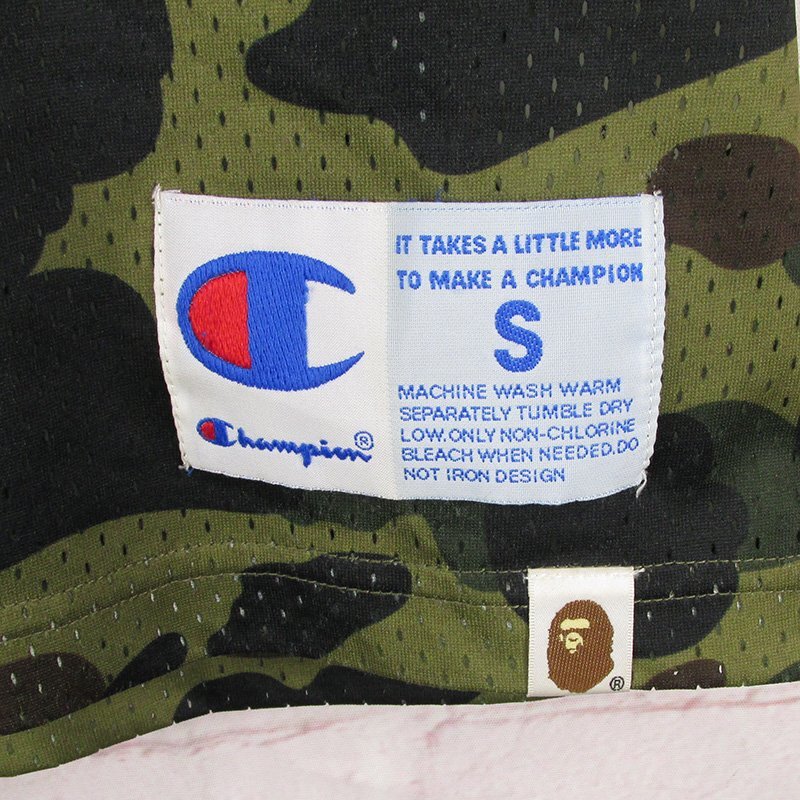 IT TAKES A LITTLE MORE
TO MAKE A CHAMPION
S
MACHINE WASH WARM
SEPARATELY TUMBLE DRY
LOW.ONLY NON-CHLORINE
BLEACH WHEN NEEDED.DO
NOT IRON DESIGN
Champion®
®